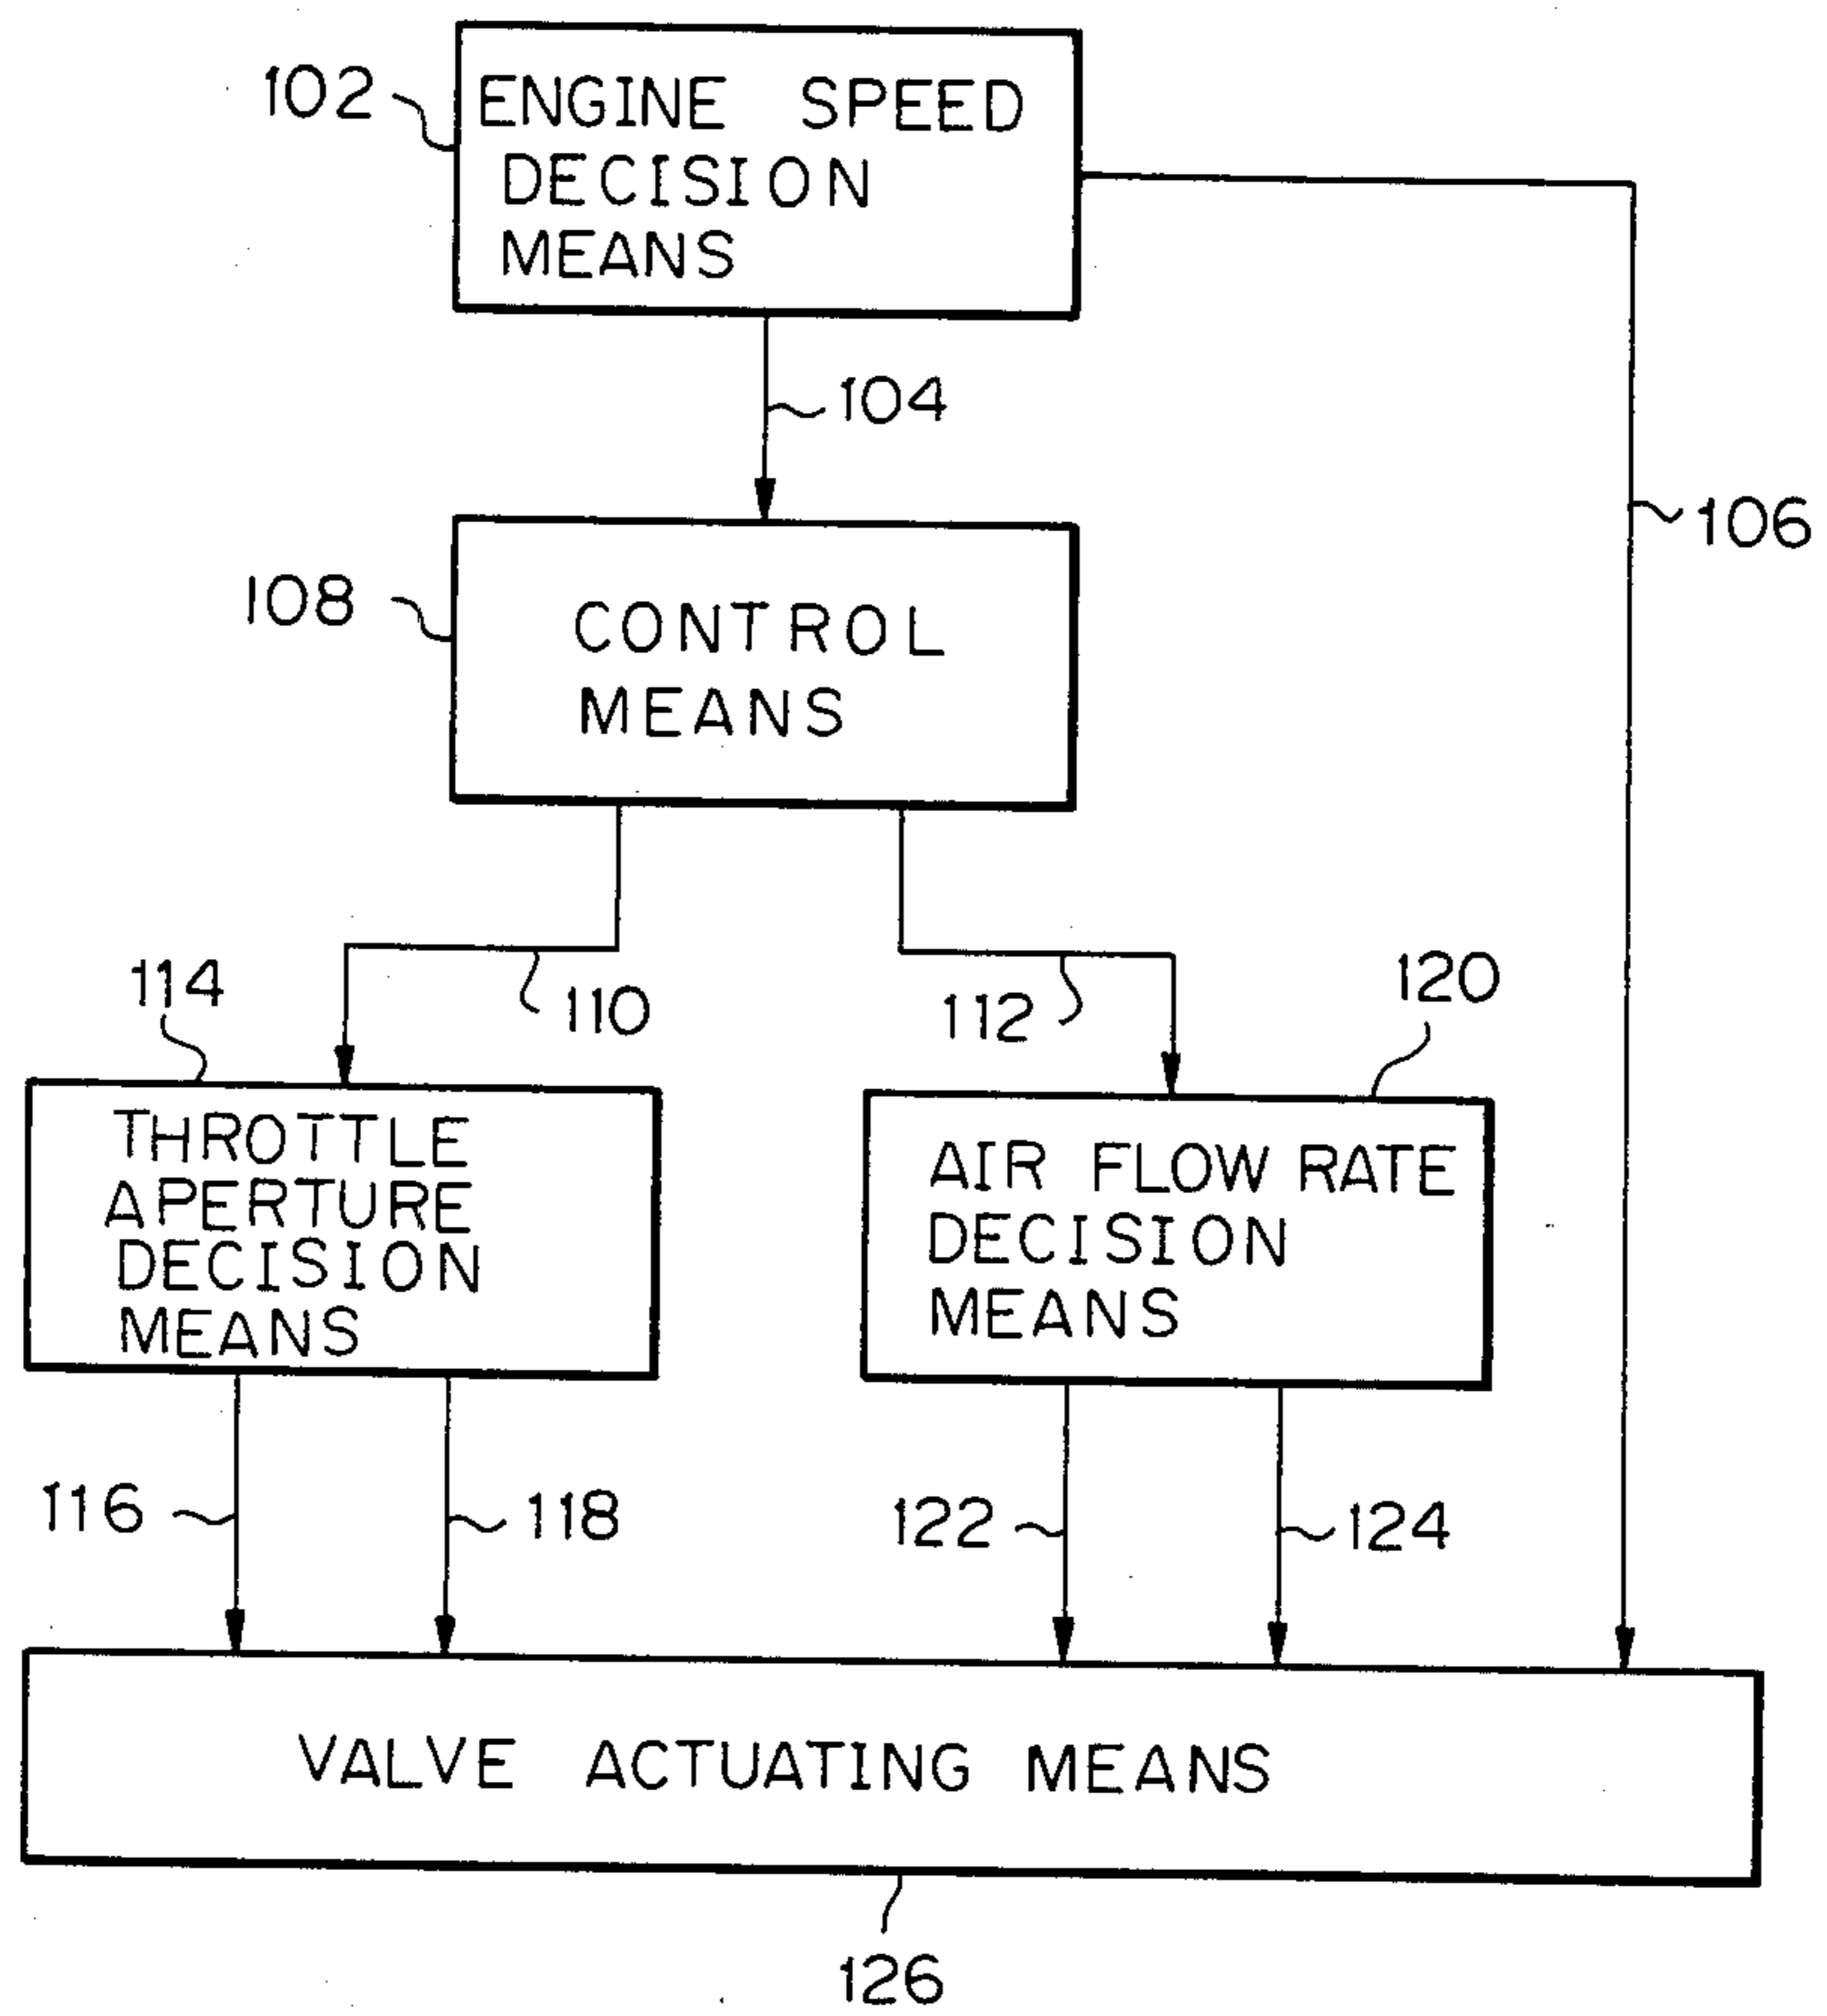 102
ENGINE SPEED
DECISION
MEANS
104
106
108
CONTROL
MEANS
110
112
114
120
THROTTLE
APERTURE
DECISION
MEANS
AIR FLOW RATE
DECISION
MEANS
116
118
122
124
VALVE ACTUATING MEANS
126